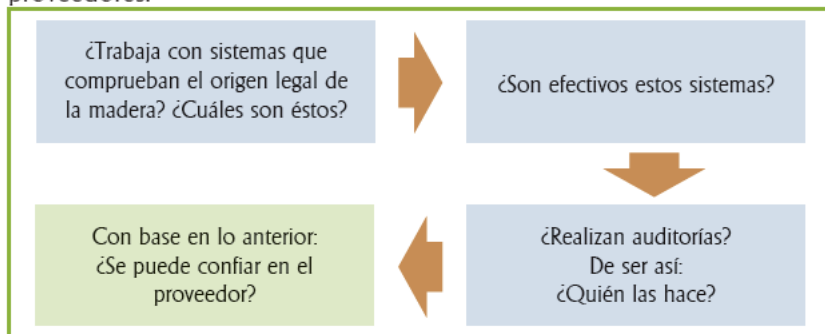 proveedores.
¿Trabaja con sistemas que
comprueban el origen legal de
la madera? ¿Cuáles son éstos?
¿Son efectivos estos sistemas?
¿Realizan auditorías?
De ser así:
¿Quién las hace?
Con base en lo anterior:
¿Se puede confiar en el
proveedor?